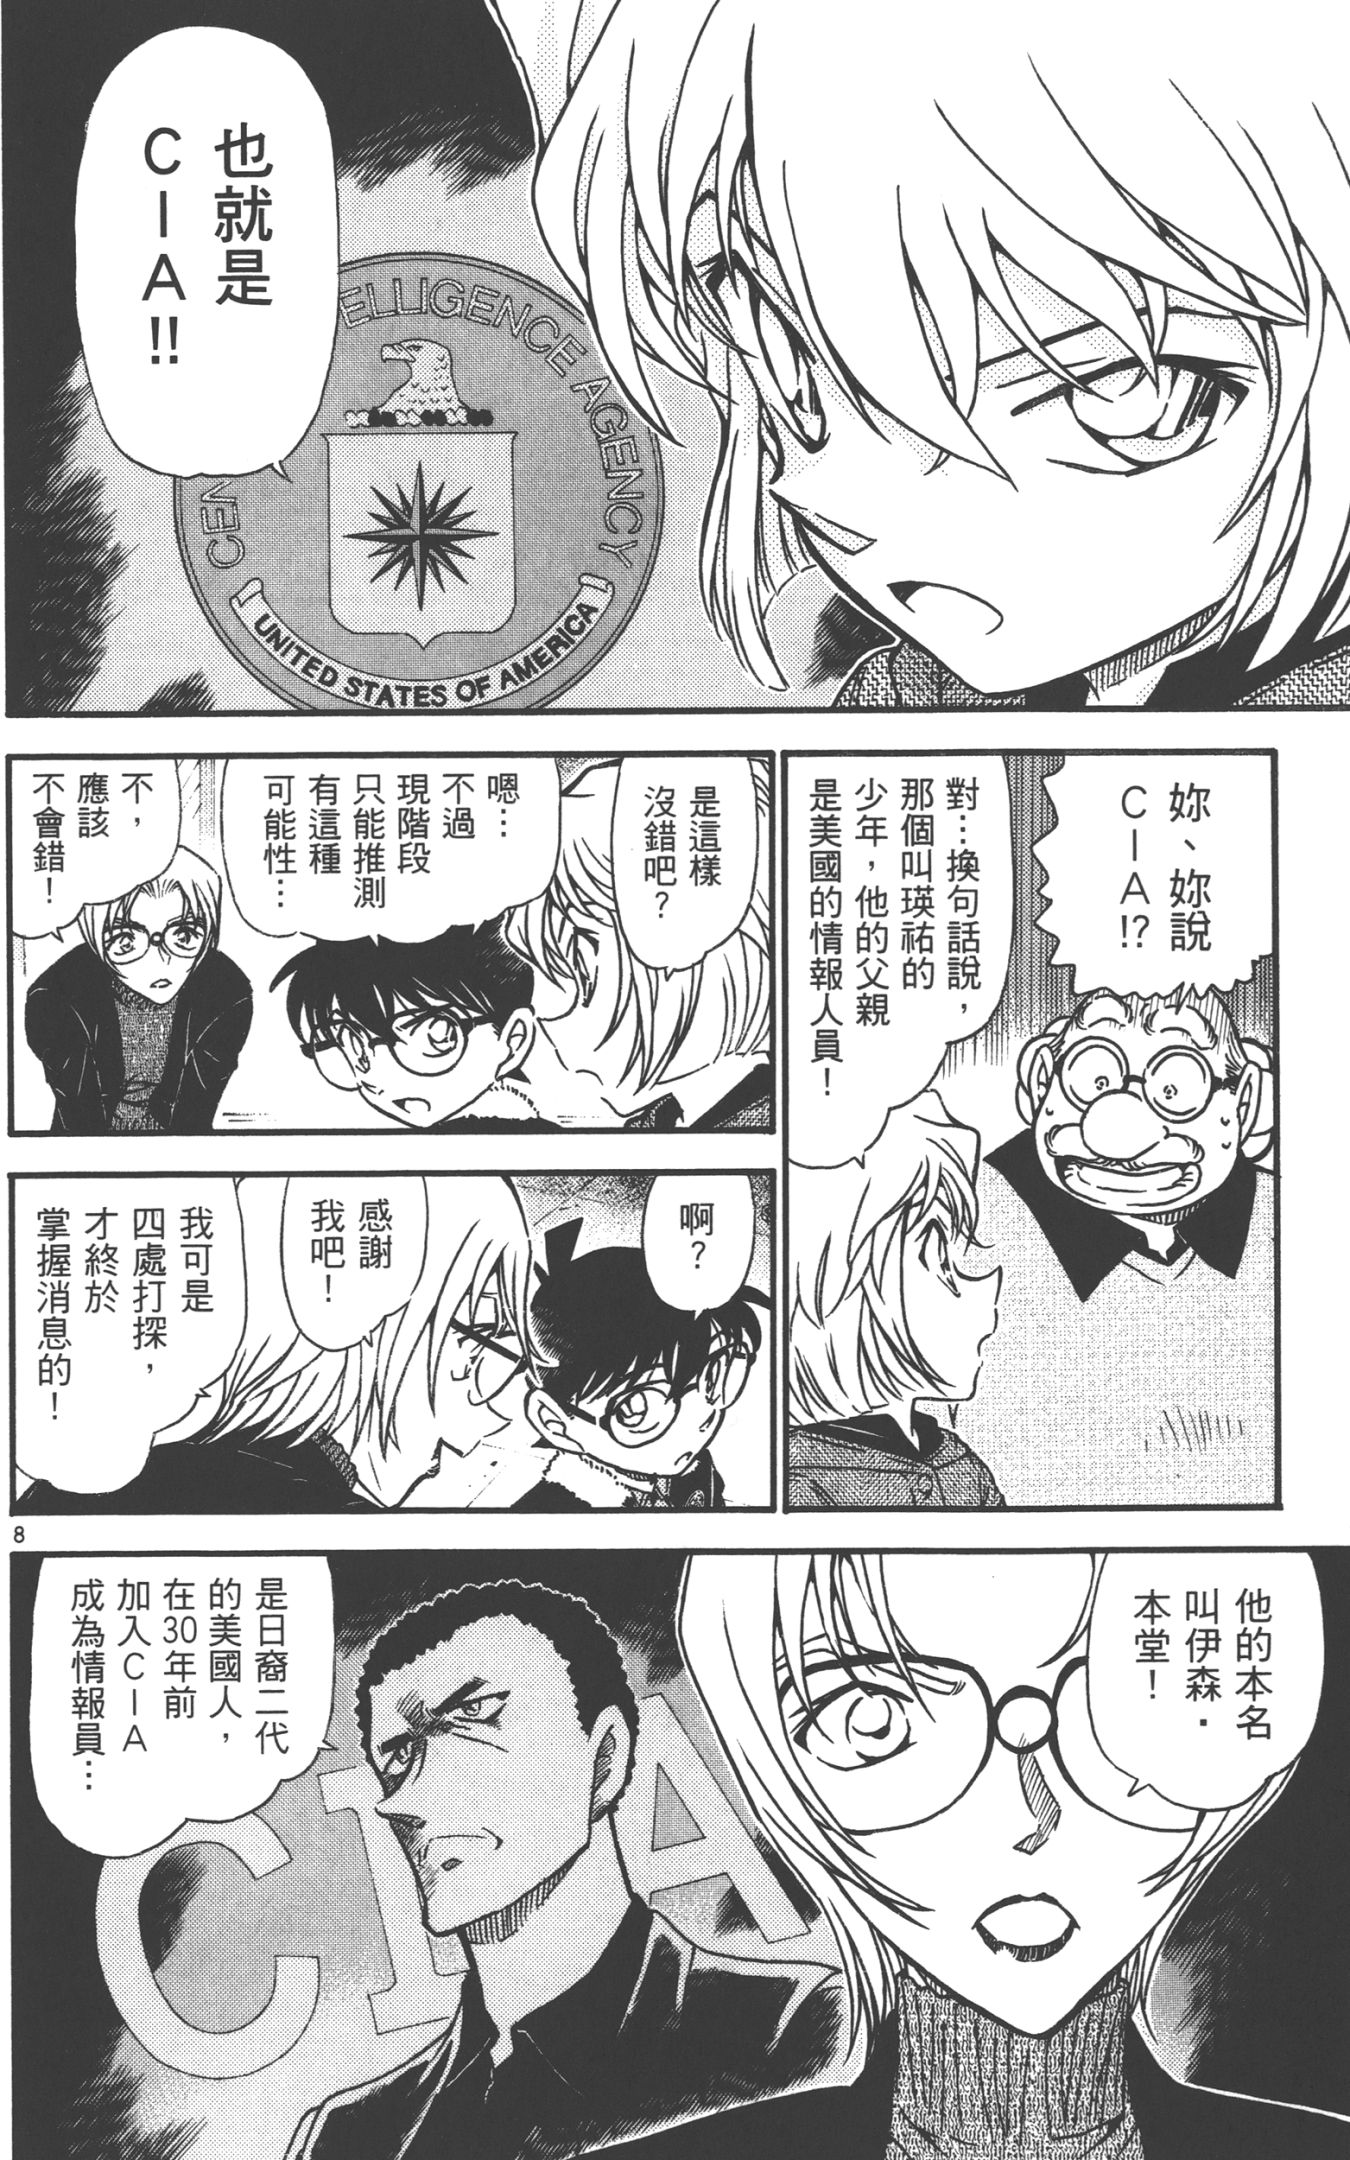 也就是
CIA!!
CEN
ELLIGENCE AGENCY
UNITED STATES OF AMERICA
妳、妳說
CIA!?
對…換句話說，
那個叫瑛祐的
少年，他的父親
是美國的情報人員！
是這樣
沒錯吧？
嗯…
不過
現階段
只能推測
有這種
可能性…
不，
應該
不會錯！
啊？
感謝
我吧！
我可是
四處打探，
才終於
掌握消息的！
8
他的本名
叫伊森·
本堂！
是日裔二代
的美國人，
在30年前
加入CIA
成為情報員…
CIA